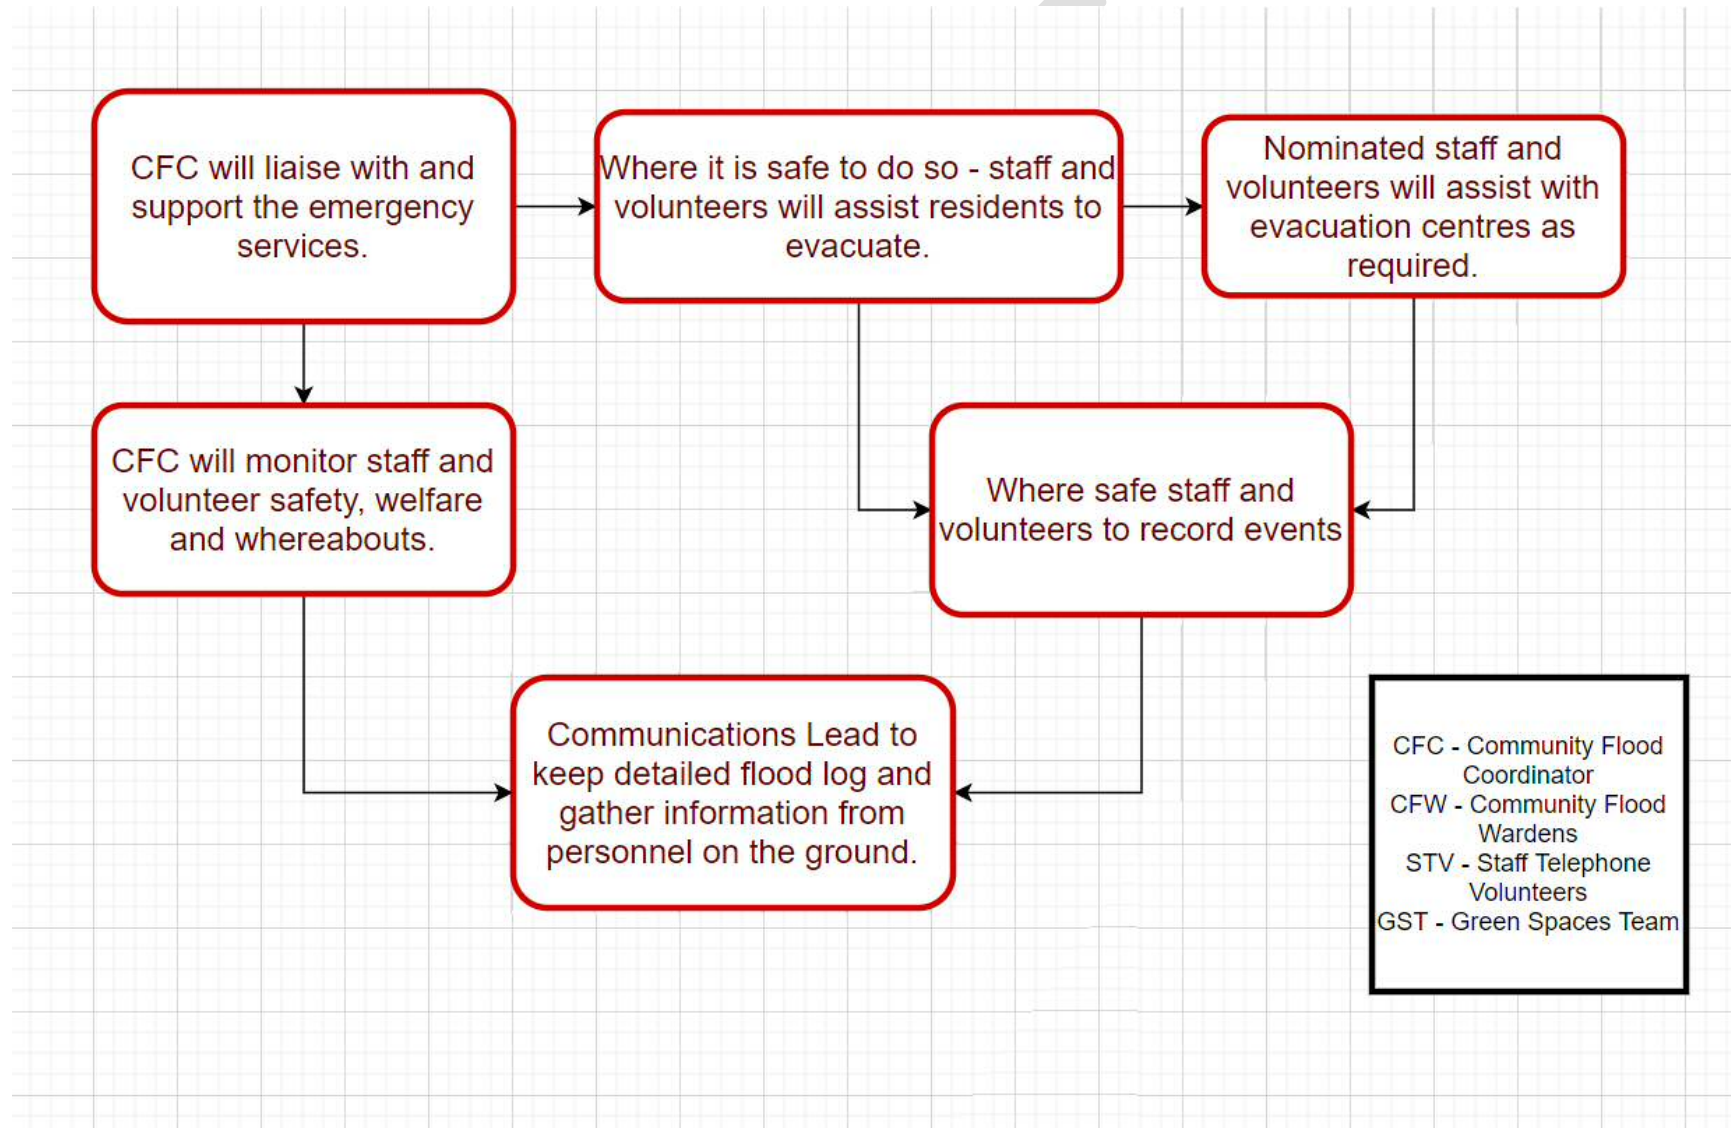 CFC will liaise with and
support the emergency
services.
Where it is safe to do so - staff and
volunteers will assist residents to
evacuate.
Nominated staff and
volunteers will assist with
evacuation centres as
required.
CFC will monitor staff and
volunteer safety, welfare
and whereabouts.
Where safe staff and
volunteers to record events
Communications Lead to
keep detailed flood log and
gather information from
personnel on the ground.
CFC - Community Flood
Coordinator
CFW - Community Flood
Wardens
STV - Staff Telephone
Volunteers
GST - Green Spaces Team